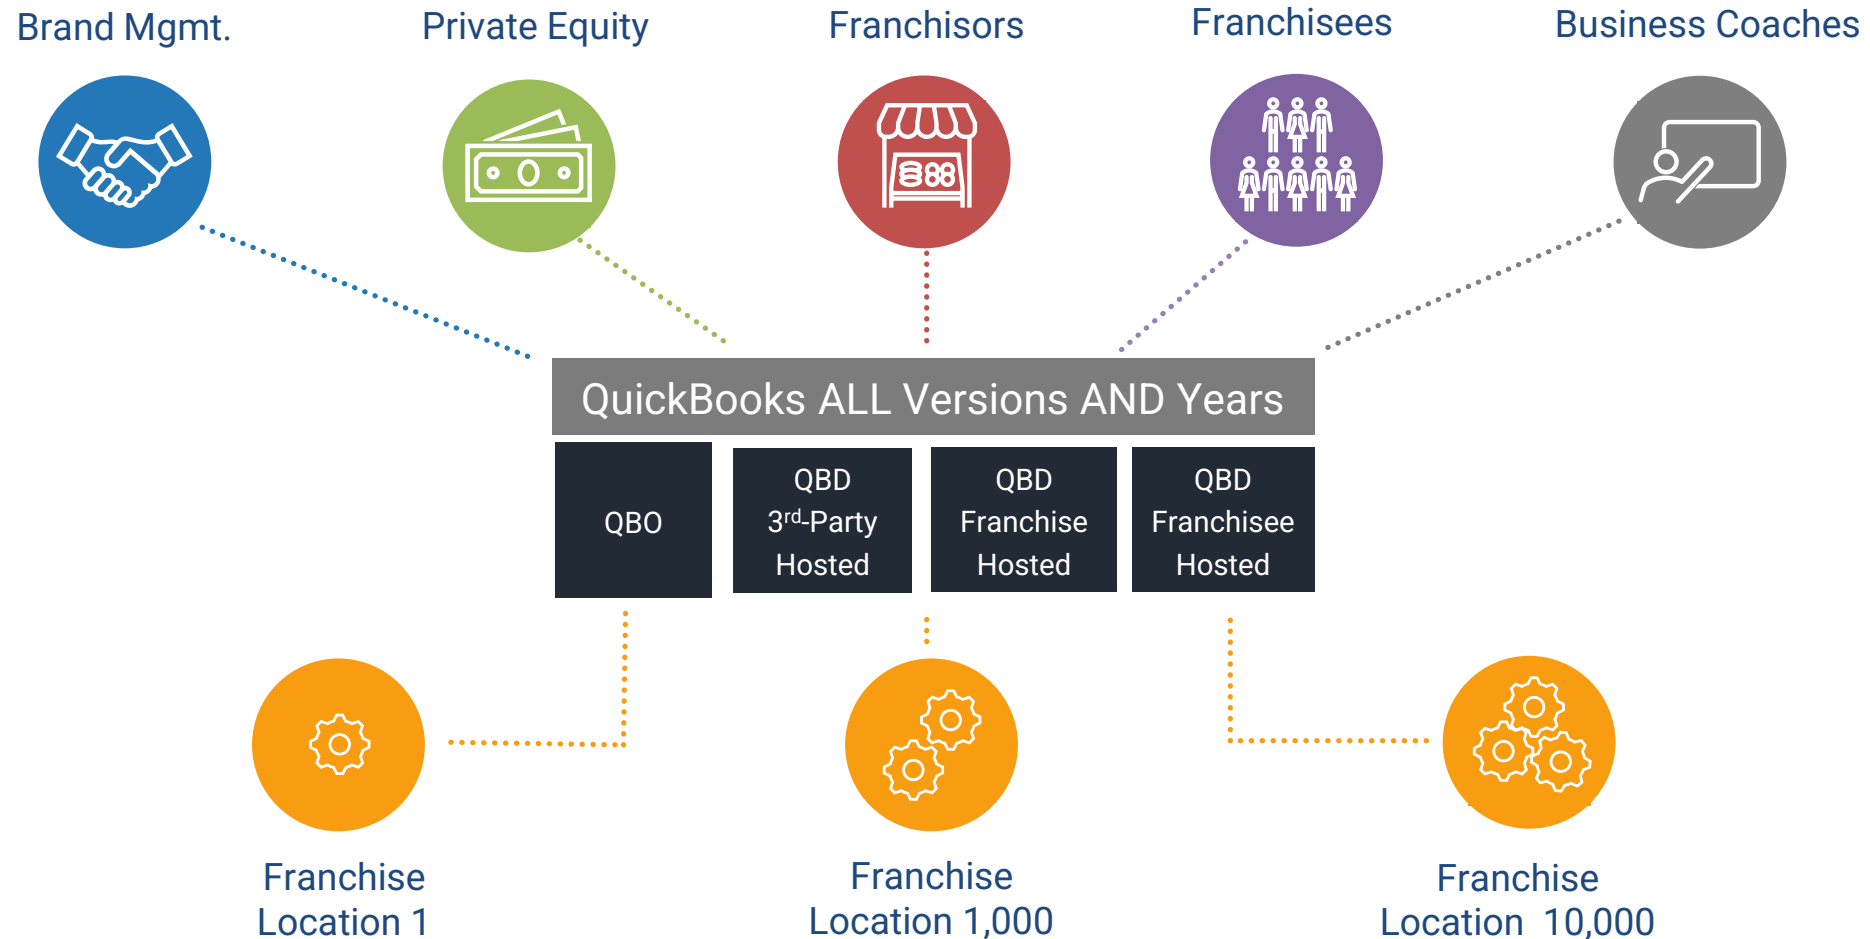 Brand Mgmt.
Private Equity
Franchisors
Franchisees
Business Coaches
QuickBooks ALL Versions AND Years
QBO
QBD
3rd-Party
Hosted
QBD
Franchise
Hosted
QBD
Franchisee
Hosted
Franchise
Location 1
Franchise
Location 1,000
Franchise
Location 10,000